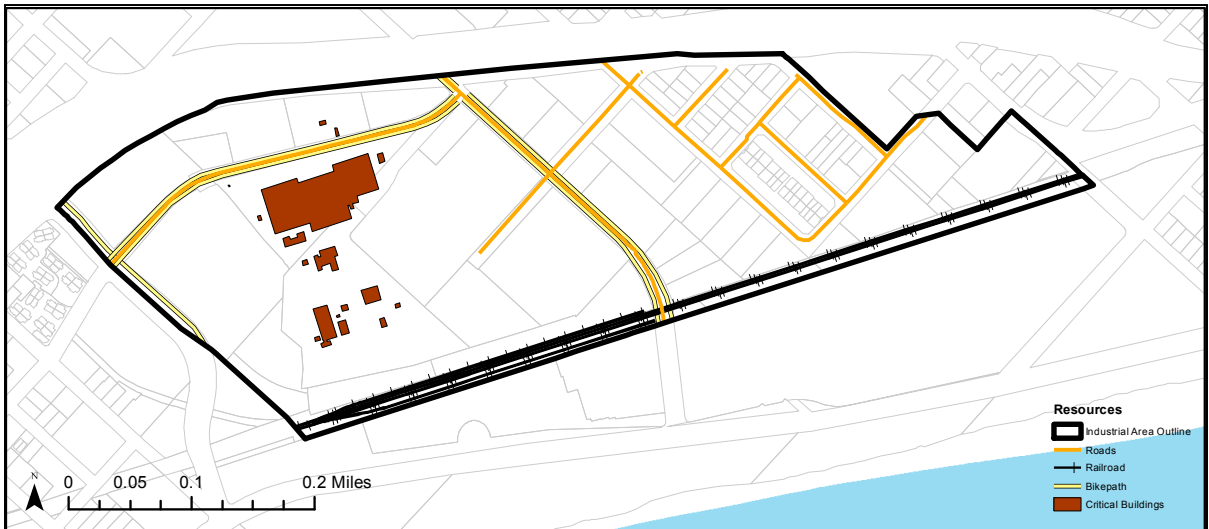 Resources
Industrial Area Outline
Roads
Railroad
Bikepath
Critical Buildings
N
0 0.05 0.1 0.2 Miles